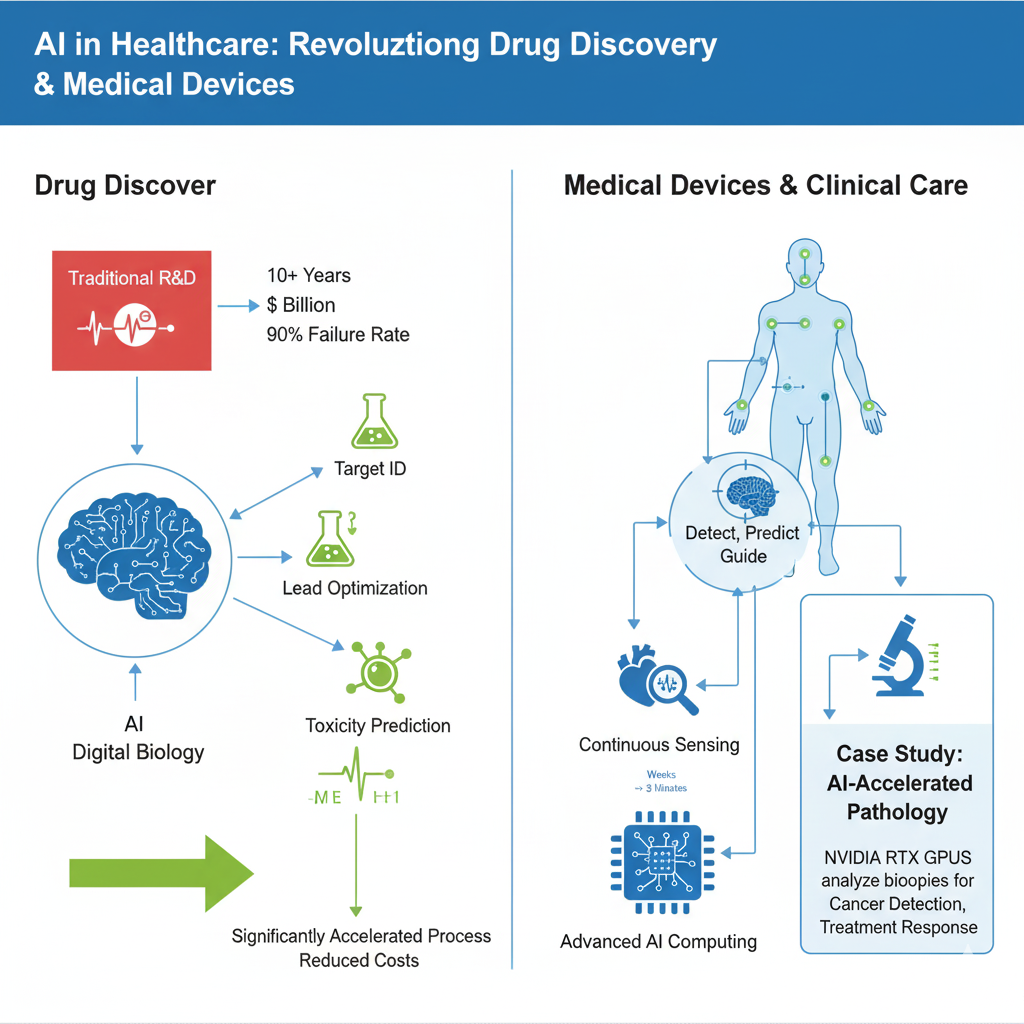 AI in Healthcare: Revoluztiong Drug Discovery
& Medical Devices
Drug Discover
Traditional R&D
10+ Years
$ Billion
90% Failure Rate
Target ID
Lead Optimization
Toxicity Prediction
AI
Digital Biology
-ME
Significantly Accelerated Process
Reduced Costs
Medical Devices & Clinical Care
Detect, Predict
Guide
Continuous Sensing
Weeks
Advanced AI Computing
Case Study:
AI-Accelerated
Pathology
NVIDIA RTX GPUS
analyze bioopies for
Cancer Detection,
Treatment Response